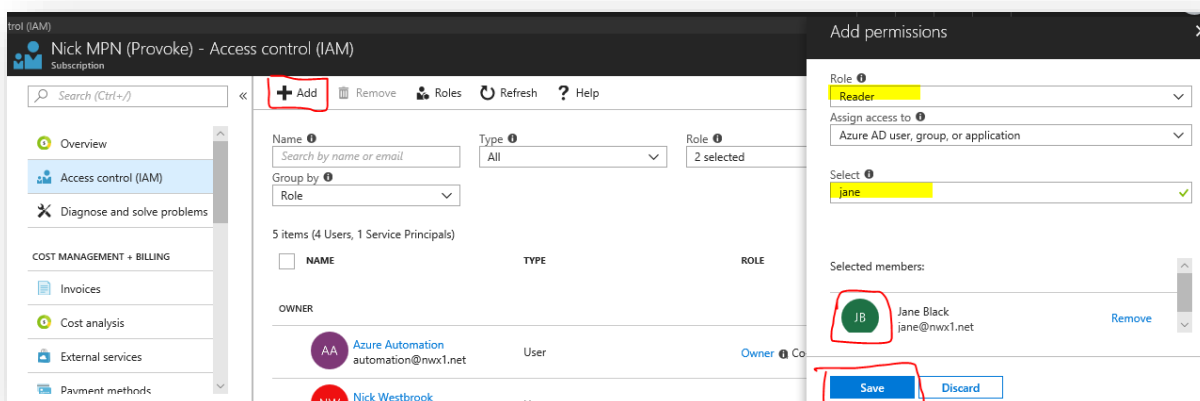 trol (IAM)
Nick MPN (Provoke) - Access control (IAM)
Subscription
Search (Ctrl+/)
«
Overview
Access control (IAM)
Diagnose and solve problems
COST MANAGEMENT + BILLING
Invoices
Cost analysis
External services
Payment methods
Add
Remove
Roles
Refresh
? Help
Name
Search by name or email
Type
All
Role
2 selected
Group by
Role
5 items (4 Users, 1 Service Principals)
NAME TYPE ROLE
OWNER
AA
Azure Automation
automation@nwx1.net
User
Owner Co
NW
Nick Westbrook
Add permissions
Role
Reader
Assign access to
Azure AD user, group, or application
Select
jane
Selected members:
JB
Jane Black
jane@nwx1.net
Remove
Save
Discard